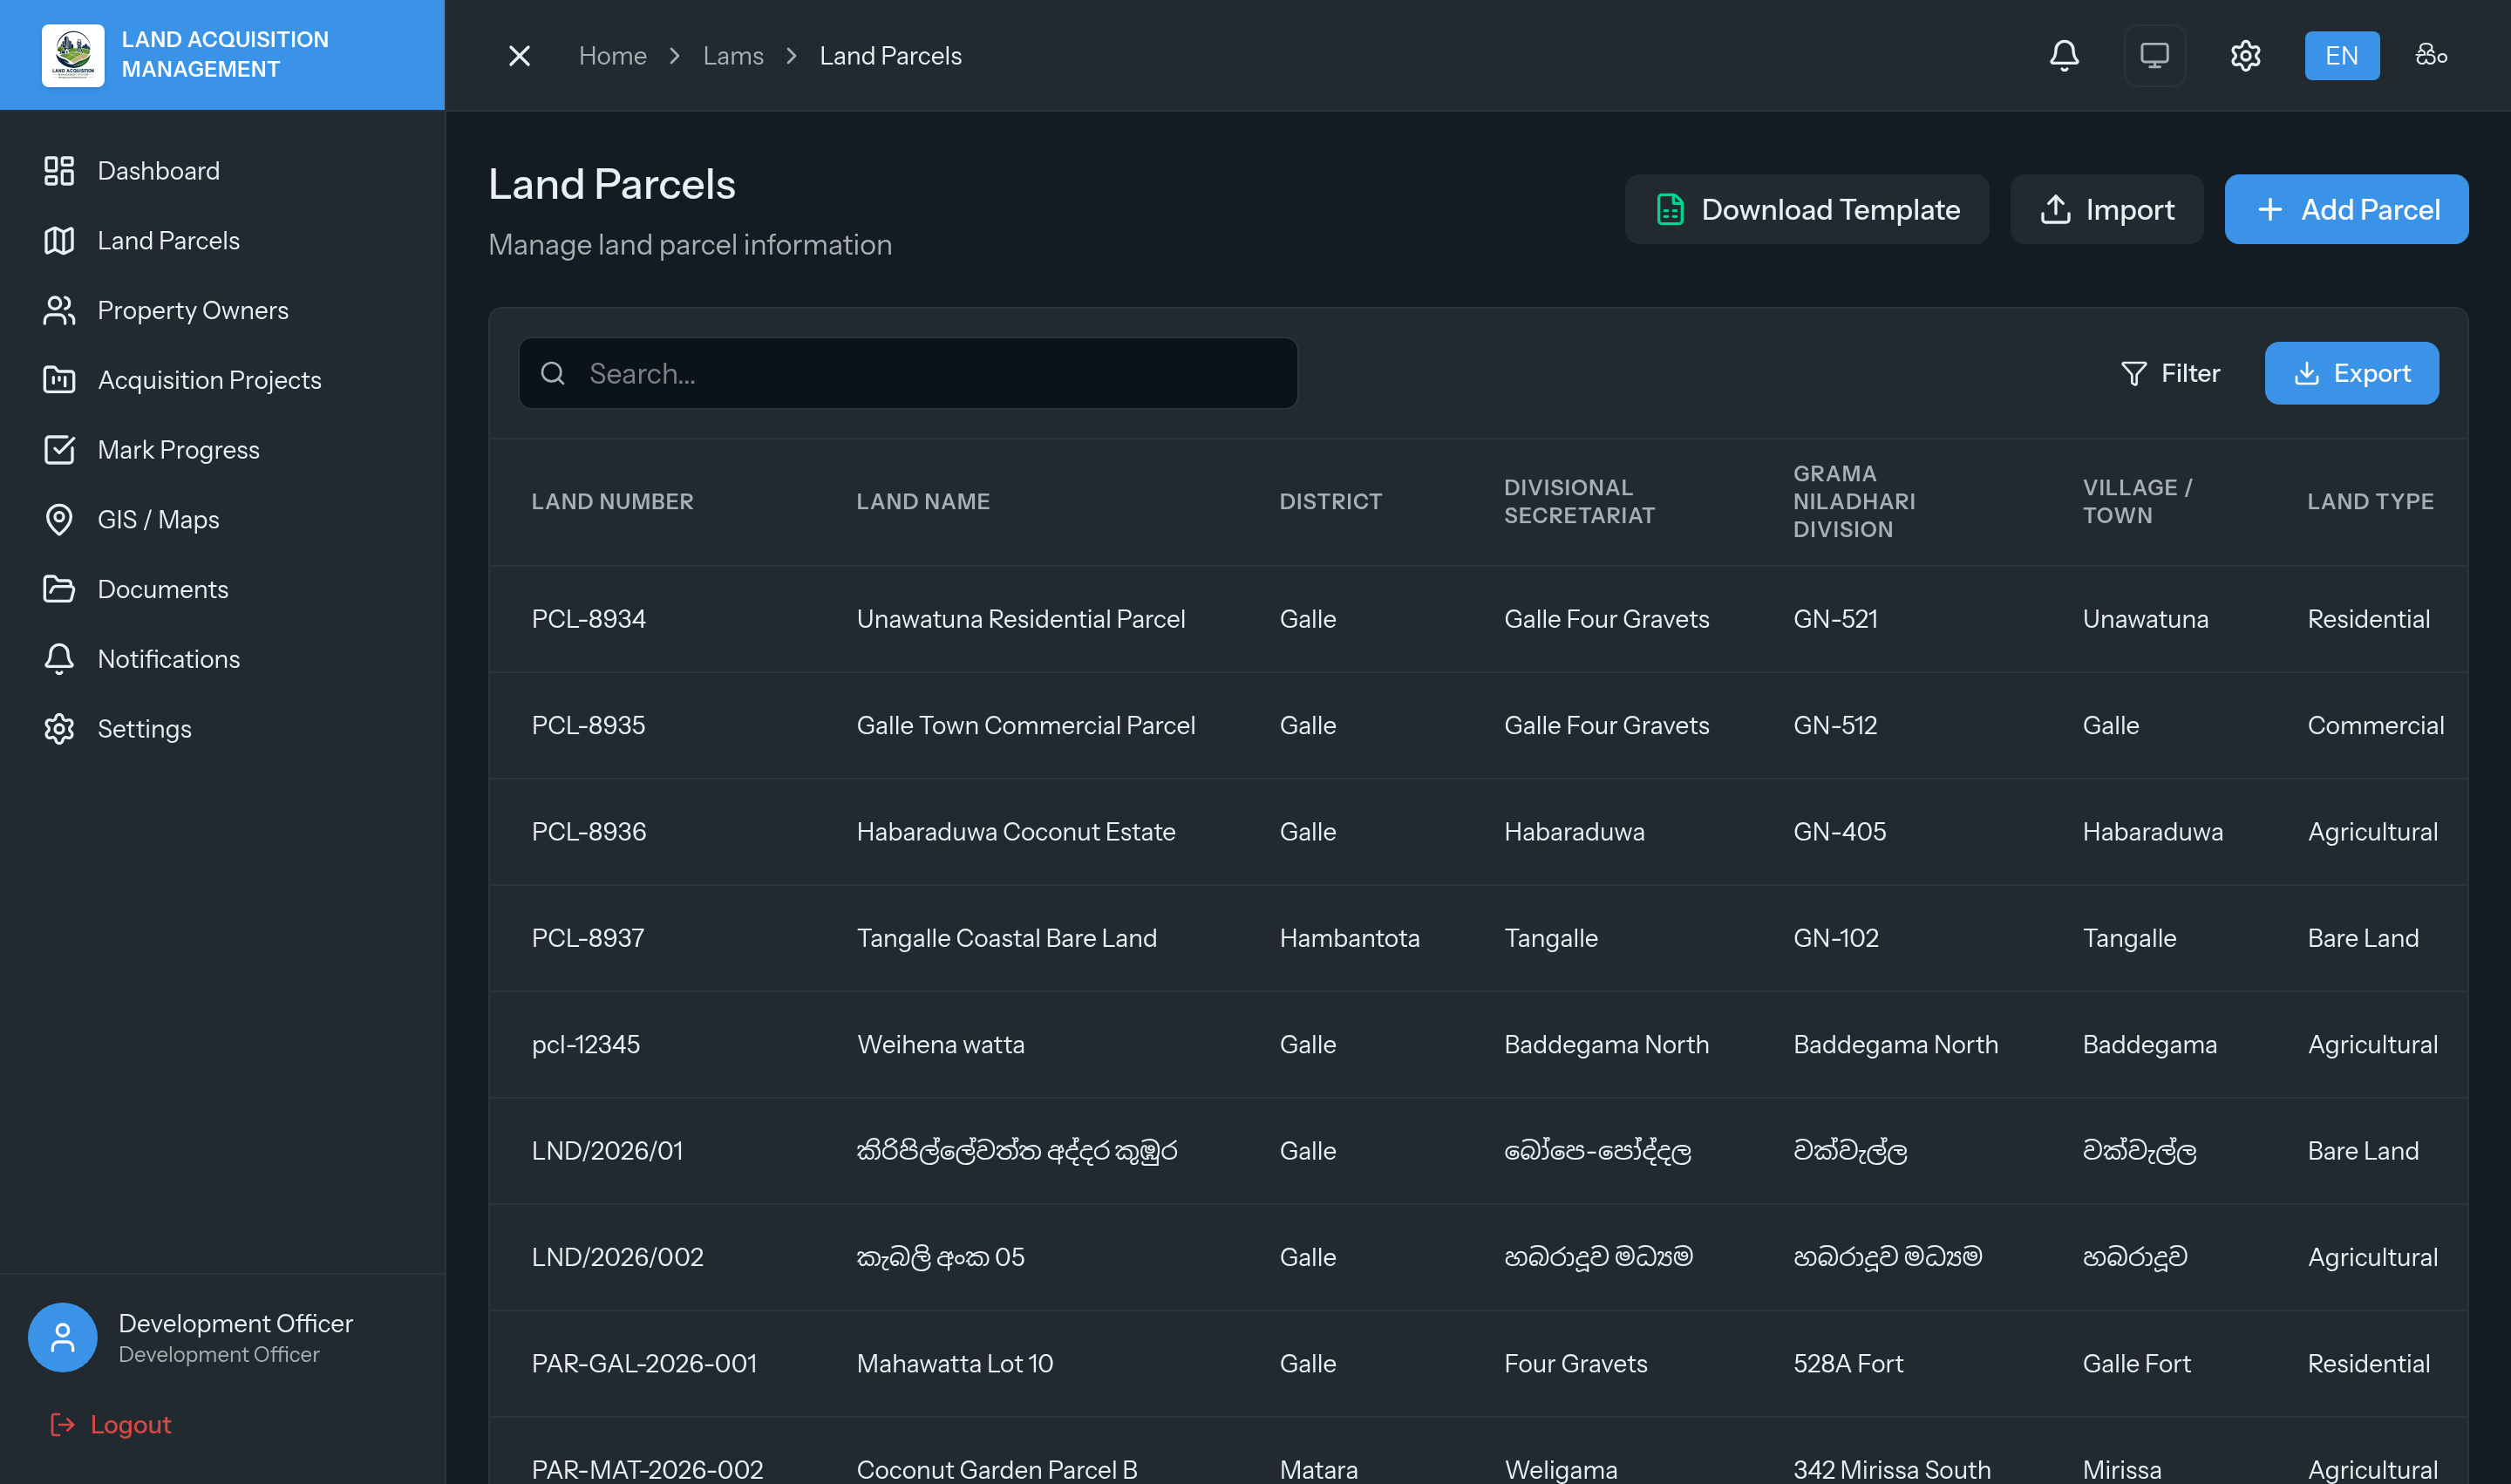 LAND ACQUISITION
MANAGEMENT
Home > Lams > Land Parcels
EN
සිං
Dashboard
Land Parcels
Property Owners
Acquisition Projects
Mark Progress
GIS / Maps
Documents
Notifications
Settings
Development Officer
Development Officer
Logout
Land Parcels
Manage land parcel information
Download Template
Import
Add Parcel
Search...
Filter
Export
LAND NUMBER LAND NAME DISTRICT DIVISIONAL SECRETARIAT GRAMA NILADHARI DIVISION VILLAGE / TOWN LAND TYPE
PCL-8934 Unawatuna Residential Parcel Galle Galle Four Gravets GN-521 Unawatuna Residential
PCL-8935 Galle Town Commercial Parcel Galle Galle Four Gravets GN-512 Galle Commercial
PCL-8936 Habaraduwa Coconut Estate Galle Habaraduwa GN-405 Habaraduwa Agricultural
PCL-8937 Tangalle Coastal Bare Land Hambantota Tangalle GN-102 Tangalle Bare Land
pcl-12345 Weihena watta Galle Baddegama North Baddegama North Baddegama Agricultural
LND/2026/01 කිරිපිල්ලේවත්ත අද්දර කුඹුර Galle බෝපෙ-පෝද්දල වක්වැල්ල වක්වැල්ල Bare Land
LND/2026/002 කැබලි අංක 05 Galle හබරාදූව මධ්‍යම හබරාදූව මධ්‍යම හබරාදූව Agricultural
PAR-GAL-2026-001 Mahawatta Lot 10 Galle Four Gravets 528A Fort Galle Fort Residential
PAR-MAT-2026-002 Coconut Garden Parcel B Matara Weligama 342 Mirissa South Mirissa Agricultural